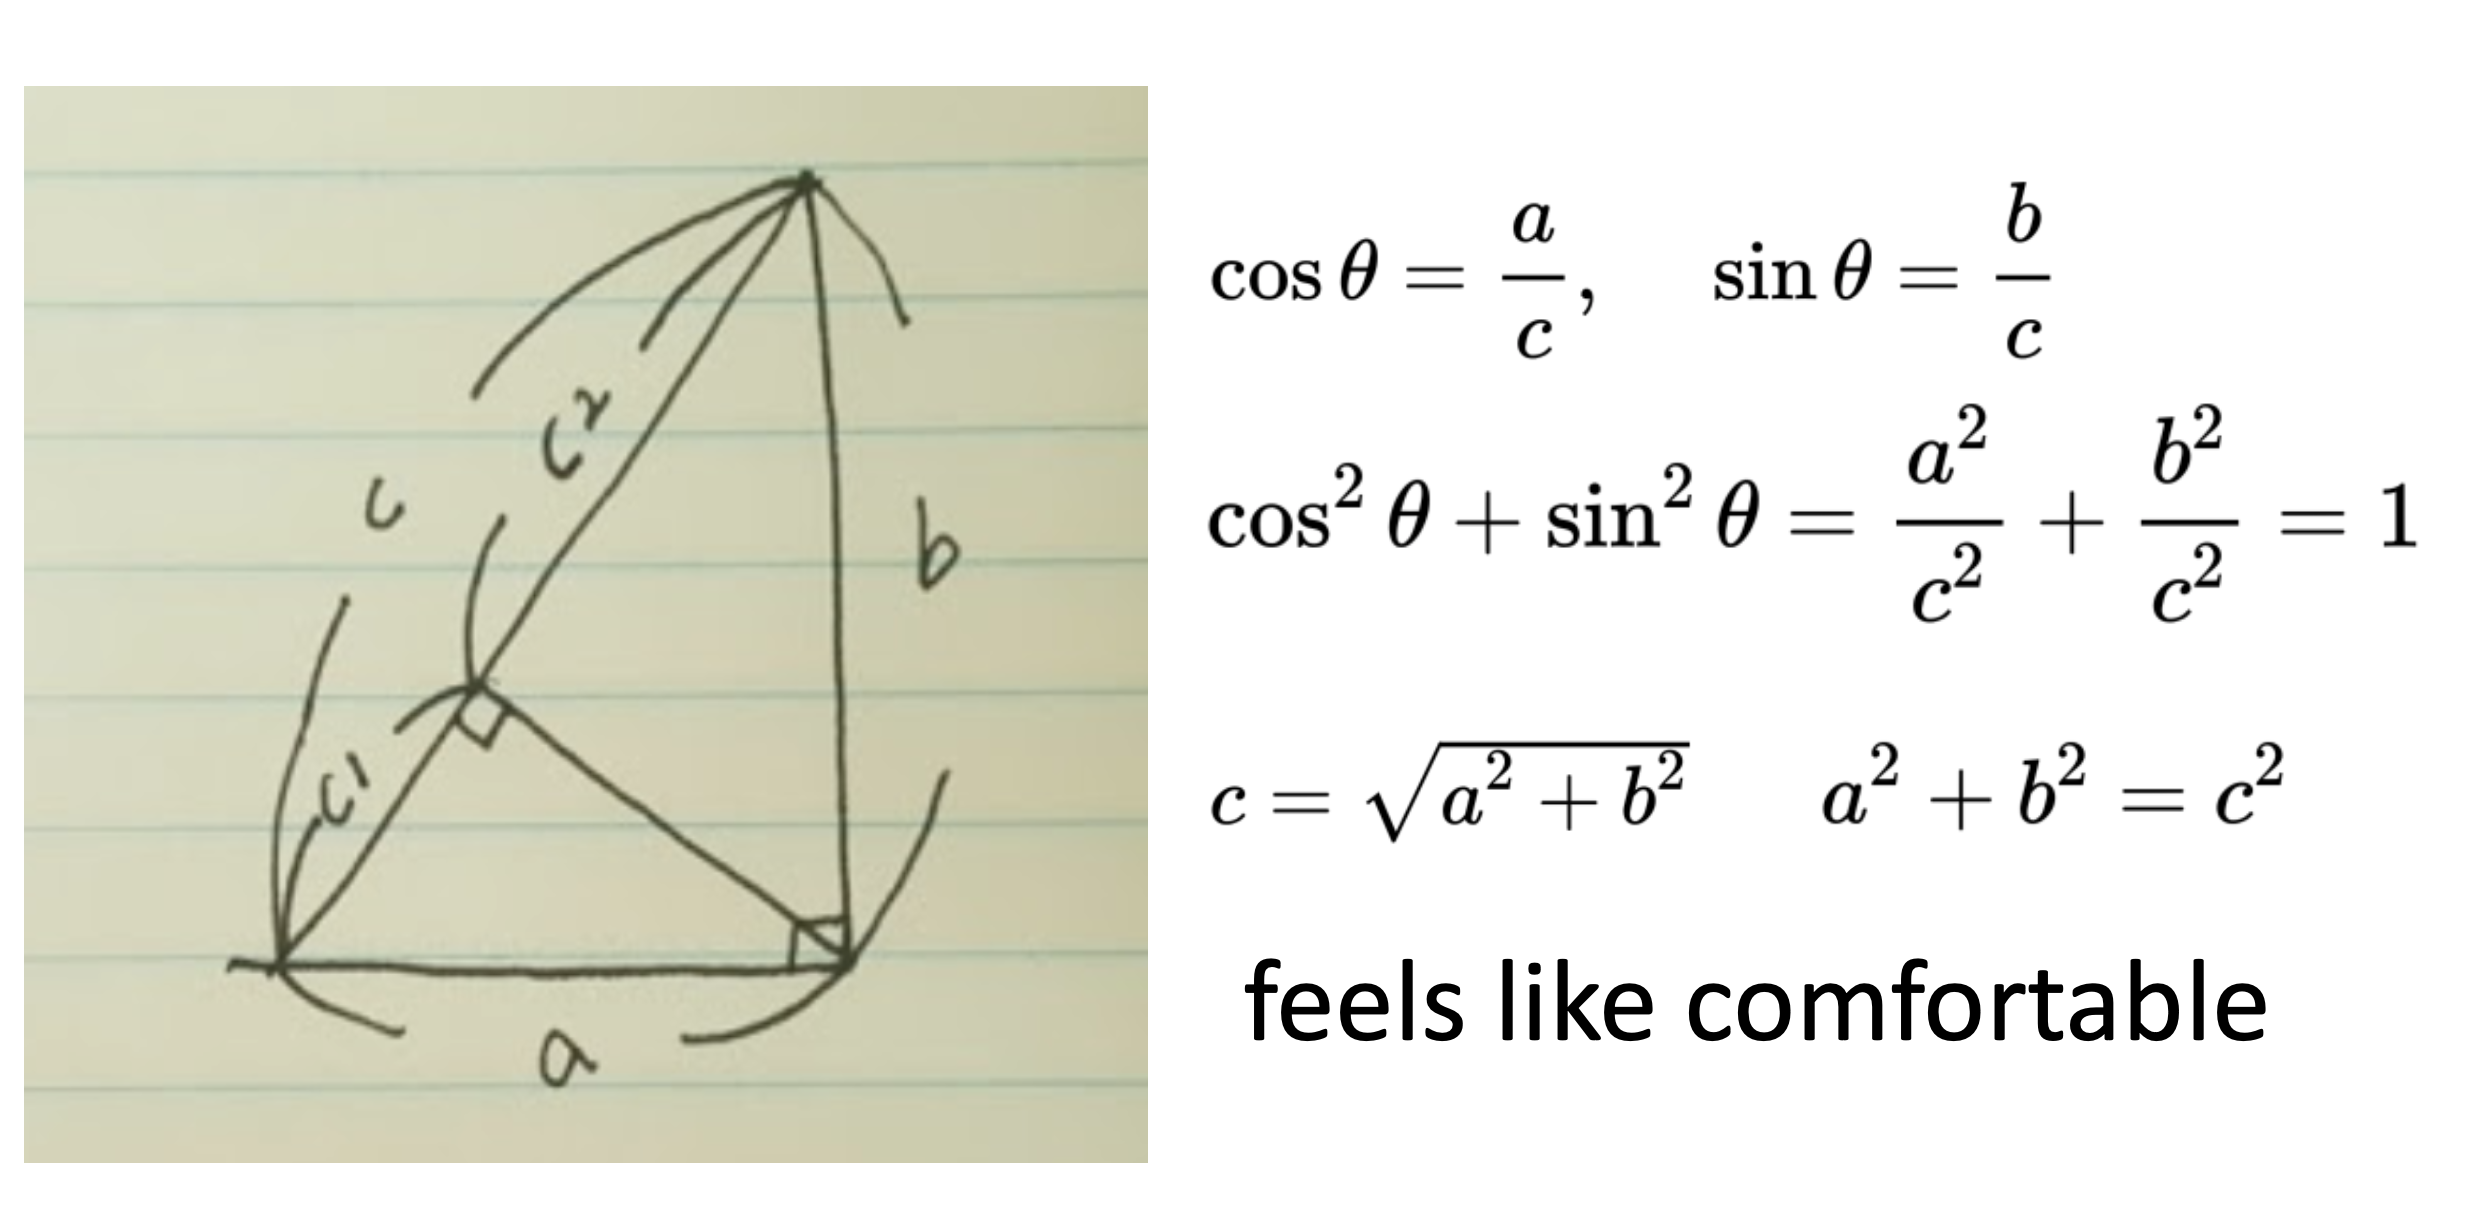 c
c2
b
c1
a
cos θ = a/c, sin θ = b/c
cos² θ + sin² θ = a²/c² + b²/c² = 1
c = √(a² + b²) a² + b² = c²
feels like comfortable